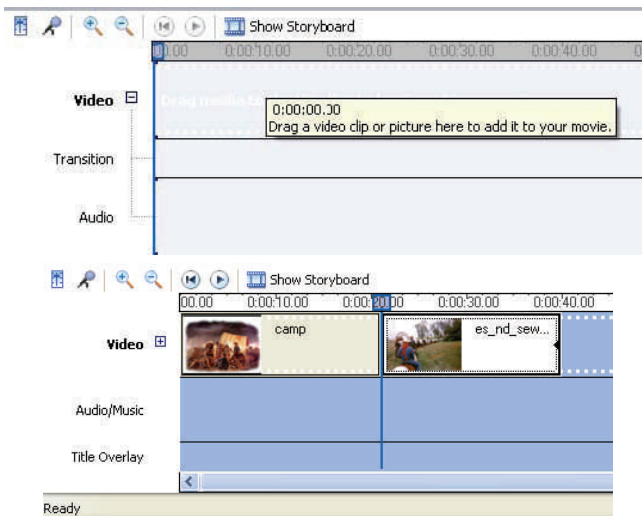 Show Storyboard
0.00 0:00:10.00 0:00:20.00 0:00:30.00 0:00:40.00
Video
Drag media to
0:00:00.00
Drag a video clip or picture here to add it to your movie.
Transition
Audio
Show Storyboard
00.00 0:00:10.00 0:00:20.00 0:00:30.00 0:00:40.00
Video
camp
es_nd_sew...
Audio/Music
Title Overlay
Ready